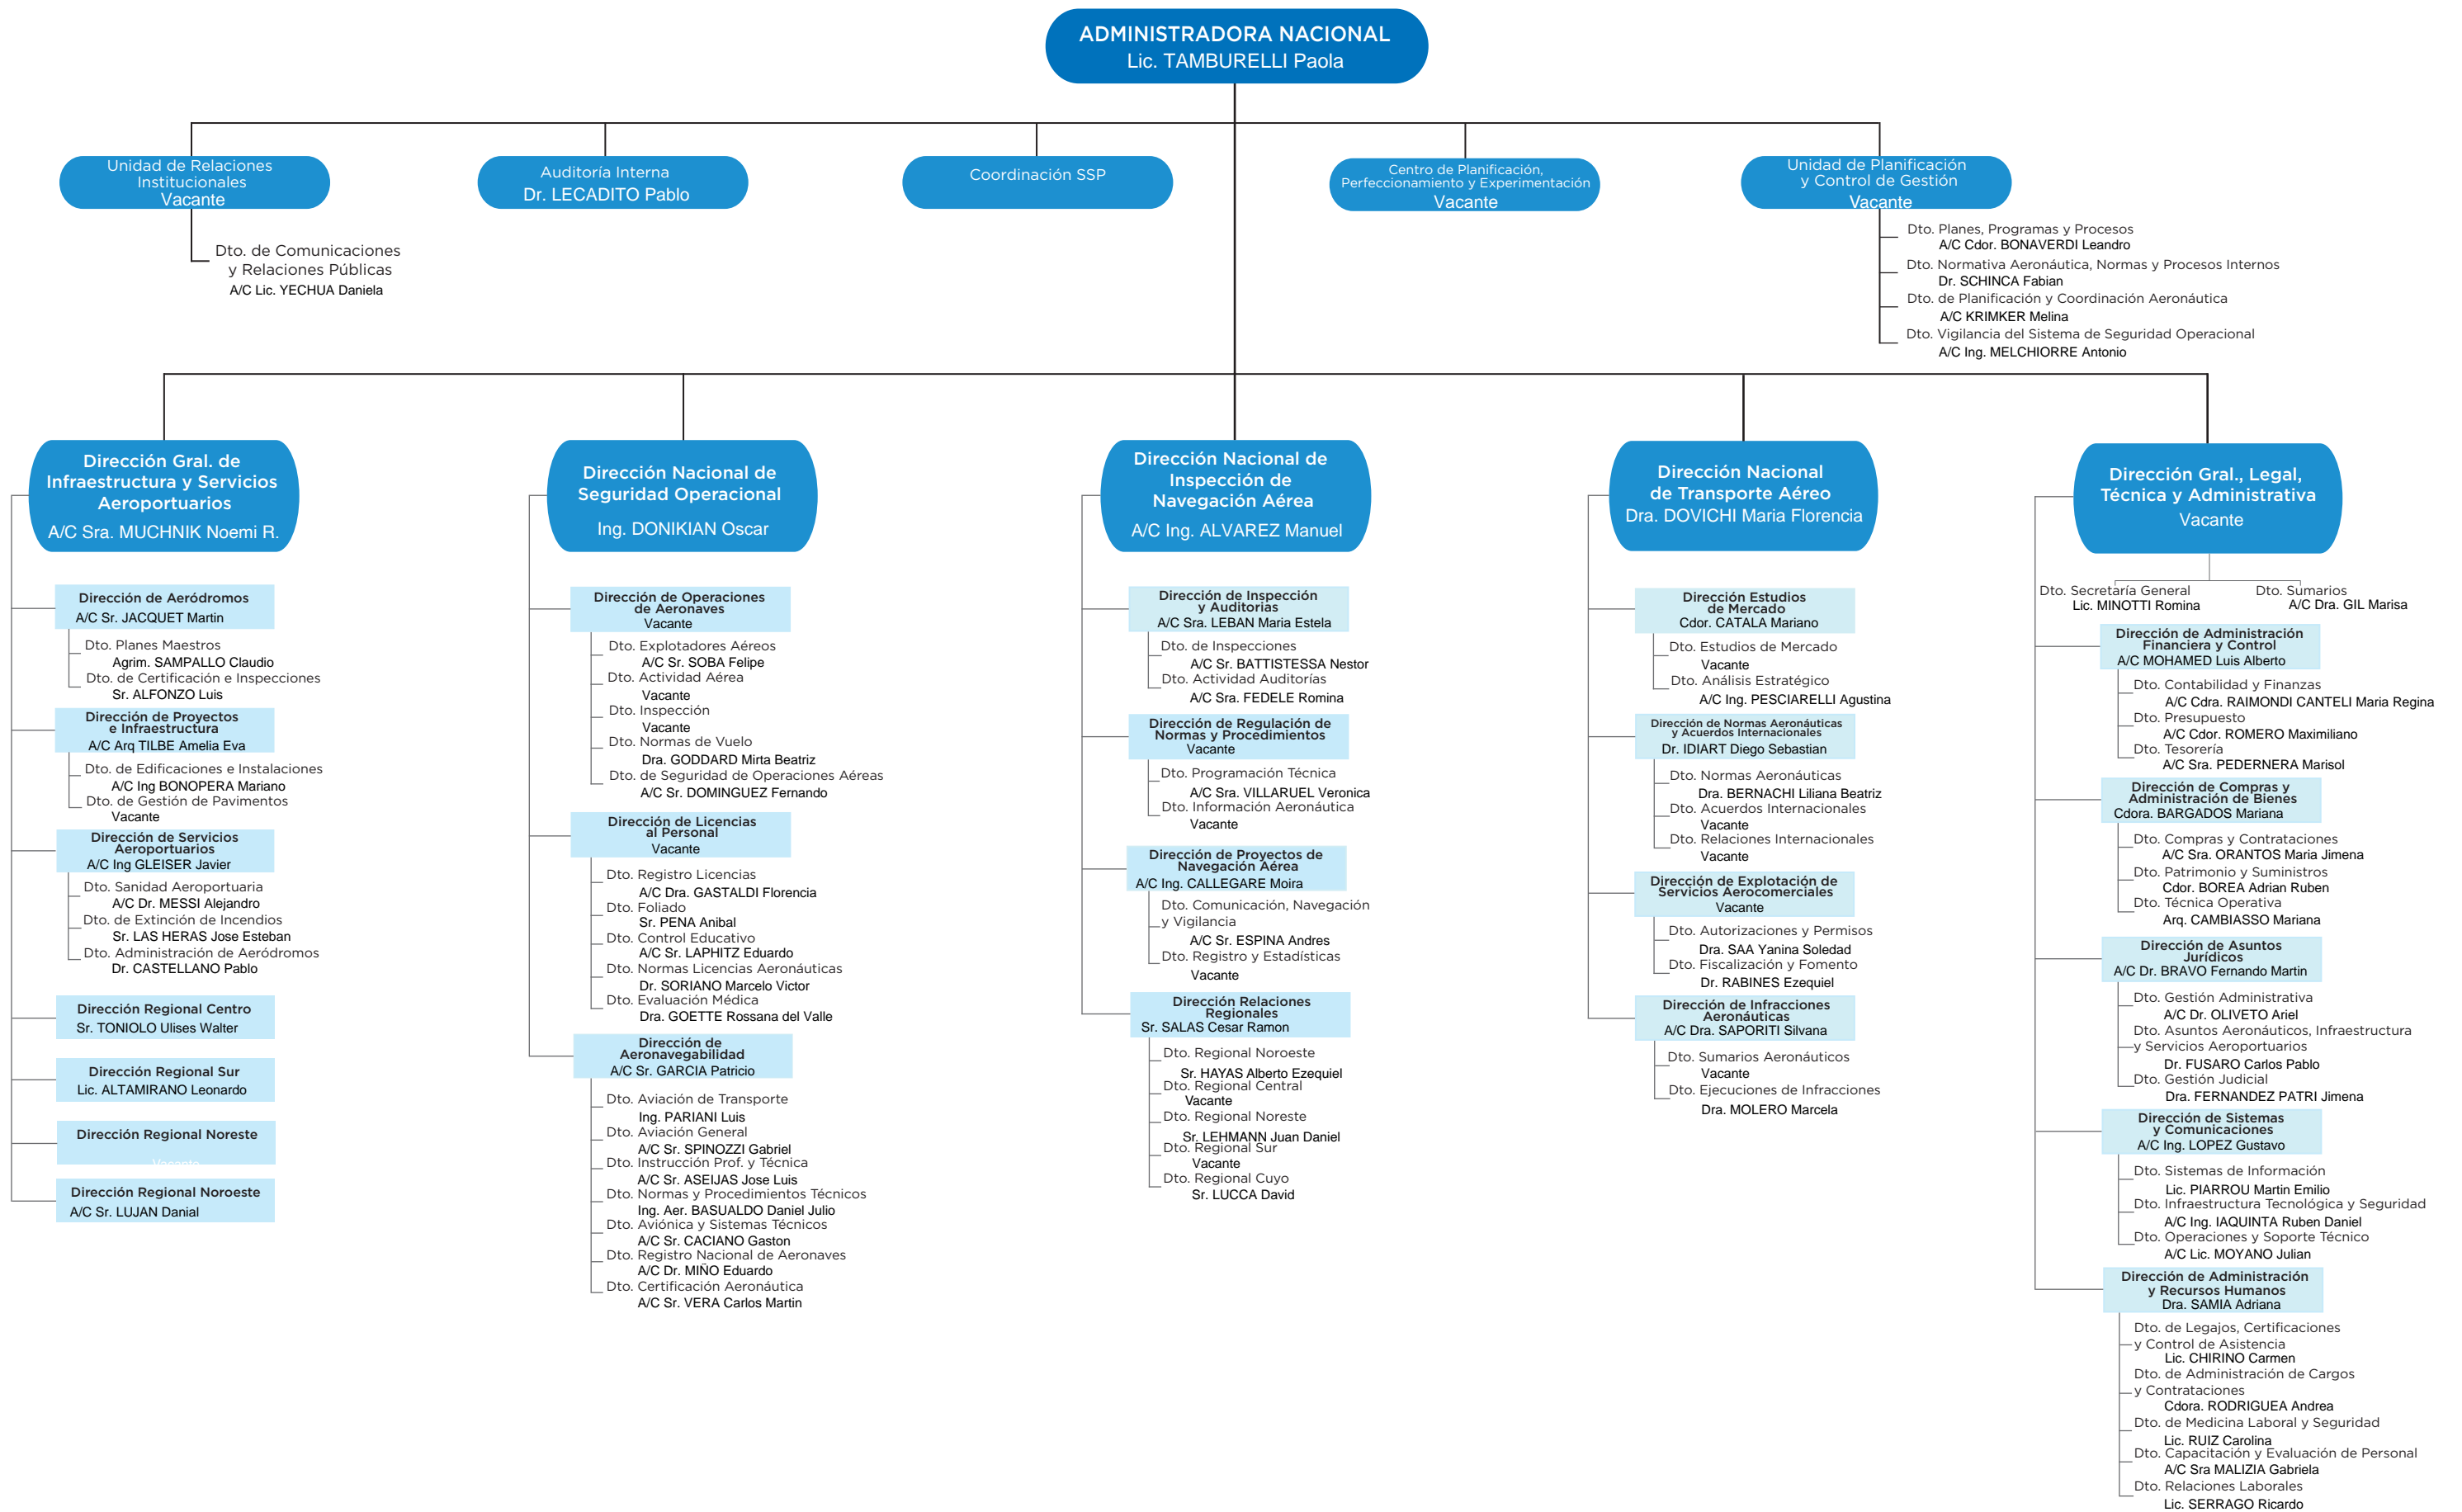 ADMINISTRADORA NACIONAL
Lic. TAMBURELLI Paola
Unidad de Relaciones
Institucionales
Vacante
Dto. de Comunicaciones
y Relaciones Públicas
A/C Lic. YECHUA Daniela
Auditoría Interna
Dr. LECADITO Pablo
Coordinación SSP
Centro de Planificación,
Perfeccionamiento y Experimentación
Vacante
Unidad de Planificación
y Control de Gestión
Vacante
Dto. Planes, Programas y Procesos
A/C Cdor. BONAVERDI Leandro
Dto. Normativa Aeronáutica, Normas y Procesos Internos
Dr. SCHINCA Fabian
Dto. de Planificación y Coordinación Aeronáutica
A/C KRIMKER Melina
Dto. Vigilancia del Sistema de Seguridad Operacional
A/C Ing. MELCHIORRE Antonio
Dirección Gral. de
Infraestructura y Servicios
Aeroportuarios
A/C Sra. MUCHNIK Noemi R.
Dirección de Aeródromos
A/C Sr. JACQUET Martin
Dto. Planes Maestros
Agrim. SAMPALLO Claudio
Dto. de Certificación e Inspecciones
Sr. ALFONZO Luis
Dirección de Proyectos
e Infraestructura
A/C Arq TILBE Amelia Eva
Dto. de Edificaciones e Instalaciones
A/C Ing BONOPERA Mariano
Dto. de Gestión de Pavimentos
Vacante
Dirección de Servicios
Aeroportuarios
A/C Ing GLEISER Javier
Dto. Sanidad Aeroportuaria
A/C Dr. MESSI Alejandro
Dto. de Extinción de Incendios
Sr. LAS HERAS Jose Esteban
Dto. Administración de Aeródromos
Dr. CASTELLANO Pablo
Dirección Regional Centro
Sr. TONIOLO Ulises Walter
Dirección Regional Sur
Lic. ALTAMIRANO Leonardo
Dirección Regional Noreste
Vacante
Dirección Regional Noroeste
A/C Sr. LUJAN Danial
Dirección Nacional de
Seguridad Operacional
Ing. DONIKIAN Oscar
Dirección de Operaciones
de Aeronaves
Vacante
Dto. Explotadores Aéreos
A/C Sr. SOBA Felipe
Dto. Actividad Aérea
Vacante
Dto. Inspección
Vacante
Dto. Normas de Vuelo
Dra. GODDARD Mirta Beatriz
Dto. de Seguridad de Operaciones Aéreas
A/C Sr. DOMINGUEZ Fernando
Dirección de Licencias
al Personal
Vacante
Dto. Registro Licencias
A/C Dra. GASTALDI Florencia
Dto. Foliado
Sr. PENA Anibal
Dto. Control Educativo
A/C Sr. LAPHITZ Eduardo
Dto. Normas Licencias Aeronáuticas
Dr. SORIANO Marcelo Victor
Dto. Evaluación Médica
Dra. GOETTE Rossana del Valle
Dirección de
Aeronavegabilidad
A/C Sr. GARCIA Patricio
Dto. Aviación de Transporte
Ing. PARIANI Luis
Dto. Aviación General
A/C Sr. SPINOZZI Gabriel
Dto. Instrucción Prof. y Técnica
A/C Sr. ASEIJAS Jose Luis
Dto. Normas y Procedimientos Técnicos
Ing. Aer. BASUALDO Daniel Julio
Dto. Aviónica y Sistemas Técnicos
A/C Sr. CACIANO Gaston
Dto. Registro Nacional de Aeronaves
A/C Dr. MIÑO Eduardo
Dto. Certificación Aeronáutica
A/C Sr. VERA Carlos Martin
Dirección Nacional de
Inspección de
Navegación Aérea
A/C Ing. ALVAREZ Manuel
Dirección de Inspección
y Auditorias
A/C Sra. LEBAN Maria Estela
Dto. de Inspecciones
A/C Sr. BATTISTESSA Nestor
Dto. Actividad Auditorías
A/C Sra. FEDELE Romina
Dirección de Regulación de
Normas y Procedimientos
Vacante
Dto. Programación Técnica
A/C Sra. VILLARUEL Veronica
Dto. Información Aeronáutica
Vacante
Dirección de Proyectos de
Navegación Aérea
A/C Ing. CALLEGARE Moira
Dto. Comunicación, Navegación
y Vigilancia
A/C Sr. ESPINA Andres
Dto. Registro y Estadísticas
Vacante
Dirección Relaciones
Regionales
Sr. SALAS Cesar Ramon
Dto. Regional Noroeste
Sr. HAYAS Alberto Ezequiel
Dto. Regional Central
Vacante
Dto. Regional Noreste
Sr. LEHMANN Juan Daniel
Dto. Regional Sur
Vacante
Dto. Regional Cuyo
Sr. LUCCA David
Dirección Nacional
de Transporte Aéreo
Dra. DOVICHI Maria Florencia
Dirección Estudios
de Mercado
Cdor. CATALA Mariano
Dto. Estudios de Mercado
Vacante
Dto. Análisis Estratégico
A/C Ing. PESCIARELLI Agustina
Dirección de Normas Aeronáuticas
y Acuerdos Internacionales
Dr. IDIART Diego Sebastian
Dto. Normas Aeronáuticas
Dra. BERNACHI Liliana Beatriz
Dto. Acuerdos Internacionales
Vacante
Dto. Relaciones Internacionales
Vacante
Dirección de Explotación de
Servicios Aerocomerciales
Vacante
Dto. Autorizaciones y Permisos
Dra. SAA Yanina Soledad
Dto. Fiscalización y Fomento
Dr. RABINES Ezequiel
Dirección de Infracciones
Aeronáuticas
A/C Dra. SAPORITI Silvana
Dto. Sumarios Aeronáuticos
Vacante
Dto. Ejecuciones de Infracciones
Dra. MOLERO Marcela
Dirección Gral., Legal,
Técnica y Administrativa
Vacante
Dto. Secretaría General
Lic. MINOTTI Romina
Dto. Sumarios
A/C Dra. GIL Marisa
Dirección de Administración
Financiera y Control
A/C MOHAMED Luis Alberto
Dto. Contabilidad y Finanzas
A/C Cdra. RAIMONDI CANTELI Maria Regina
Dto. Presupuesto
A/C Cdor. ROMERO Maximiliano
Dto. Tesorería
A/C Sra. PEDERNERA Marisol
Dirección de Compras y
Administración de Bienes
Cdora. BARGADOS Mariana
Dto. Compras y Contrataciones
A/C Sra. ORANTOS Maria Jimena
Dto. Patrimonio y Suministros
Cdor. BOREA Adrian Ruben
Dto. Técnica Operativa
Arq. CAMBIASSO Mariana
Dirección de Asuntos
Jurídicos
A/C Dr. BRAVO Fernando Martin
Dto. Gestión Administrativa
A/C Dr. OLIVETO Ariel
Dto. Asuntos Aeronáuticos, Infraestructura
y Servicios Aeroportuarios
Dr. FUSARO Carlos Pablo
Dto. Gestión Judicial
Dra. FERNANDEZ PATRI Jimena
Dirección de Sistemas
y Comunicaciones
A/C Ing. LOPEZ Gustavo
Dto. Sistemas de Información
Lic. PIARROU Martin Emilio
Dto. Infraestructura Tecnológica y Seguridad
A/C Ing. IAQUINTA Ruben Daniel
Dto. Operaciones y Soporte Técnico
A/C Lic. MOYANO Julian
Dirección de Administración
y Recursos Humanos
Dra. SAMIA Adriana
Dto. de Legajos, Certificaciones
y Control de Asistencia
Lic. CHIRINO Carmen
Dto. de Administración de Cargos
y Contrataciones
Cdora. RODRIGUEA Andrea
Dto. de Medicina Laboral y Seguridad
Lic. RUIZ Carolina
Dto. Capacitación y Evaluación de Personal
A/C Sra MALIZIA Gabriela
Dto. Relaciones Laborales
Lic. SERRAGO Ricardo